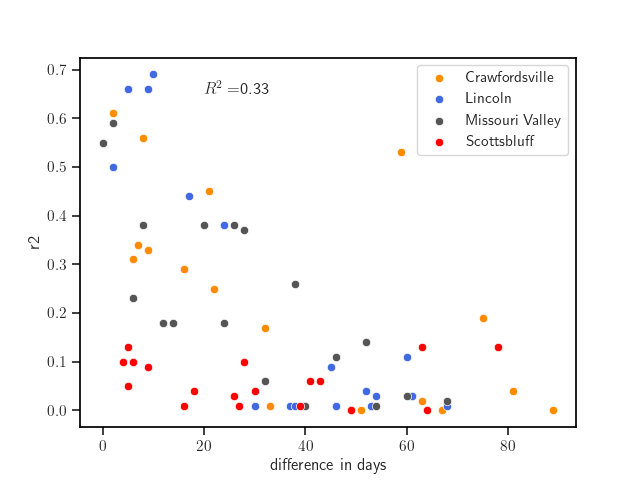 0.7
0.6
0.5
0.4
0.3
0.2
0.1
0.0
r2
R² =0.33
Crawfordsville
Lincoln
Missouri Valley
Scottsbluff
0 20 40 60 80
difference in days